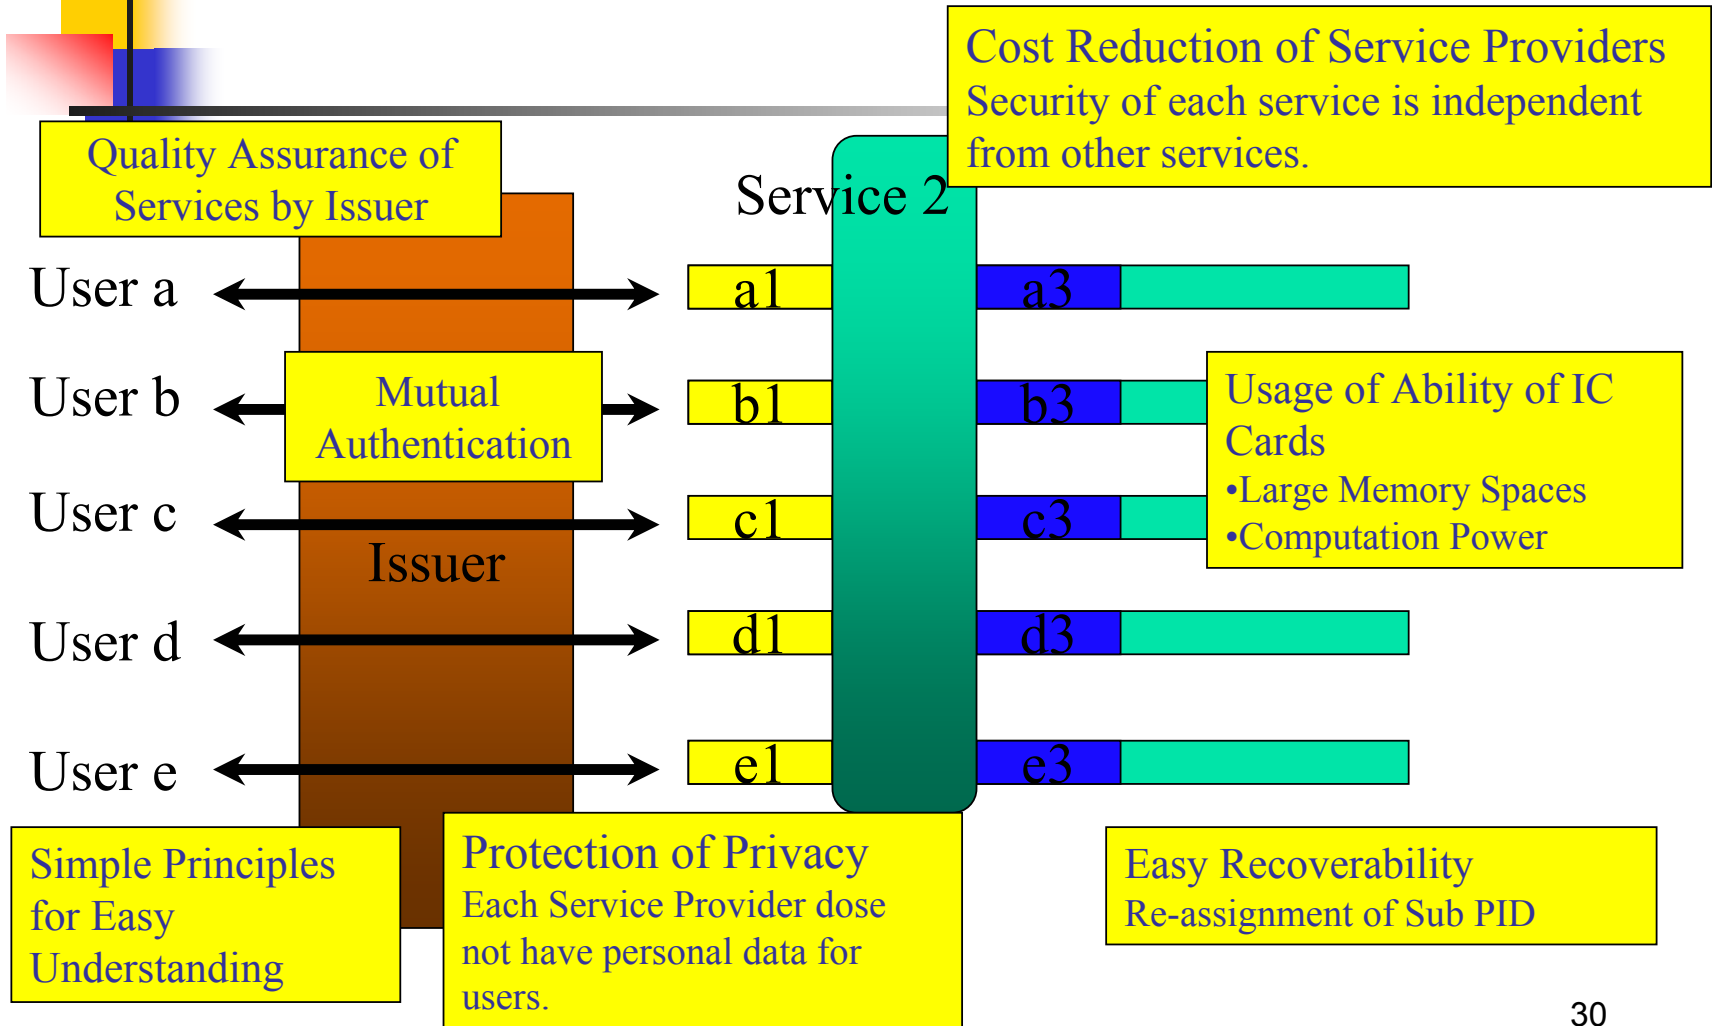 Cost Reduction of Service Providers
Security of each service is independent
from other services.
Quality Assurance of
Services by Issuer
Service 2
User a
a1
a3
User b
Mutual
Authentication
b1
b3
Usage of Ability of IC
Cards
•Large Memory Spaces
•Computation Power
User c
c1
c3
Issuer
User d
d1
d3
User e
e1
e3
Simple Principles
for Easy
Understanding
Protection of Privacy
Each Service Provider dose
not have personal data for
users.
Easy Recoverability
Re-assignment of Sub PID
30